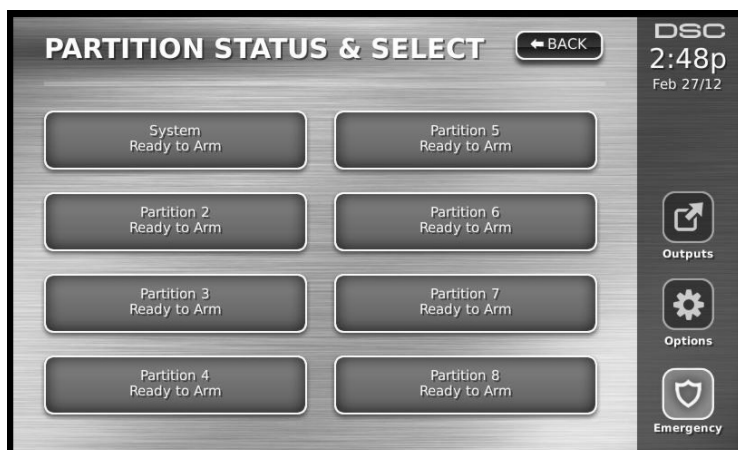 PARTITION STATUS & SELECT
BACK
DSC
2:48p
Feb 27/12
System
Ready to Arm
Partition 5
Ready to Arm
Partition 2
Ready to Arm
Partition 6
Ready to Arm
Partition 3
Ready to Arm
Partition 7
Ready to Arm
Partition 4
Ready to Arm
Partition 8
Ready to Arm
Outputs
Options
Emergency